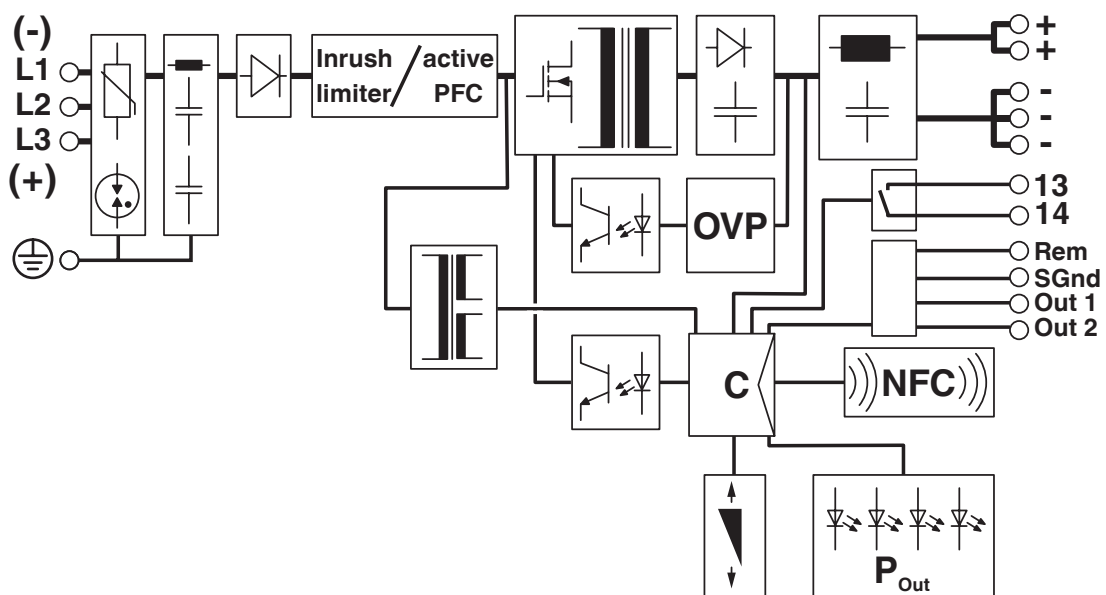 (-)
L1
L2
L3
(+)
Inrush limiter/
active PFC
+
+
-
-
-
13
14
Rem
SGnd
Out 1
Out 2
OVP
C
NFC
POut